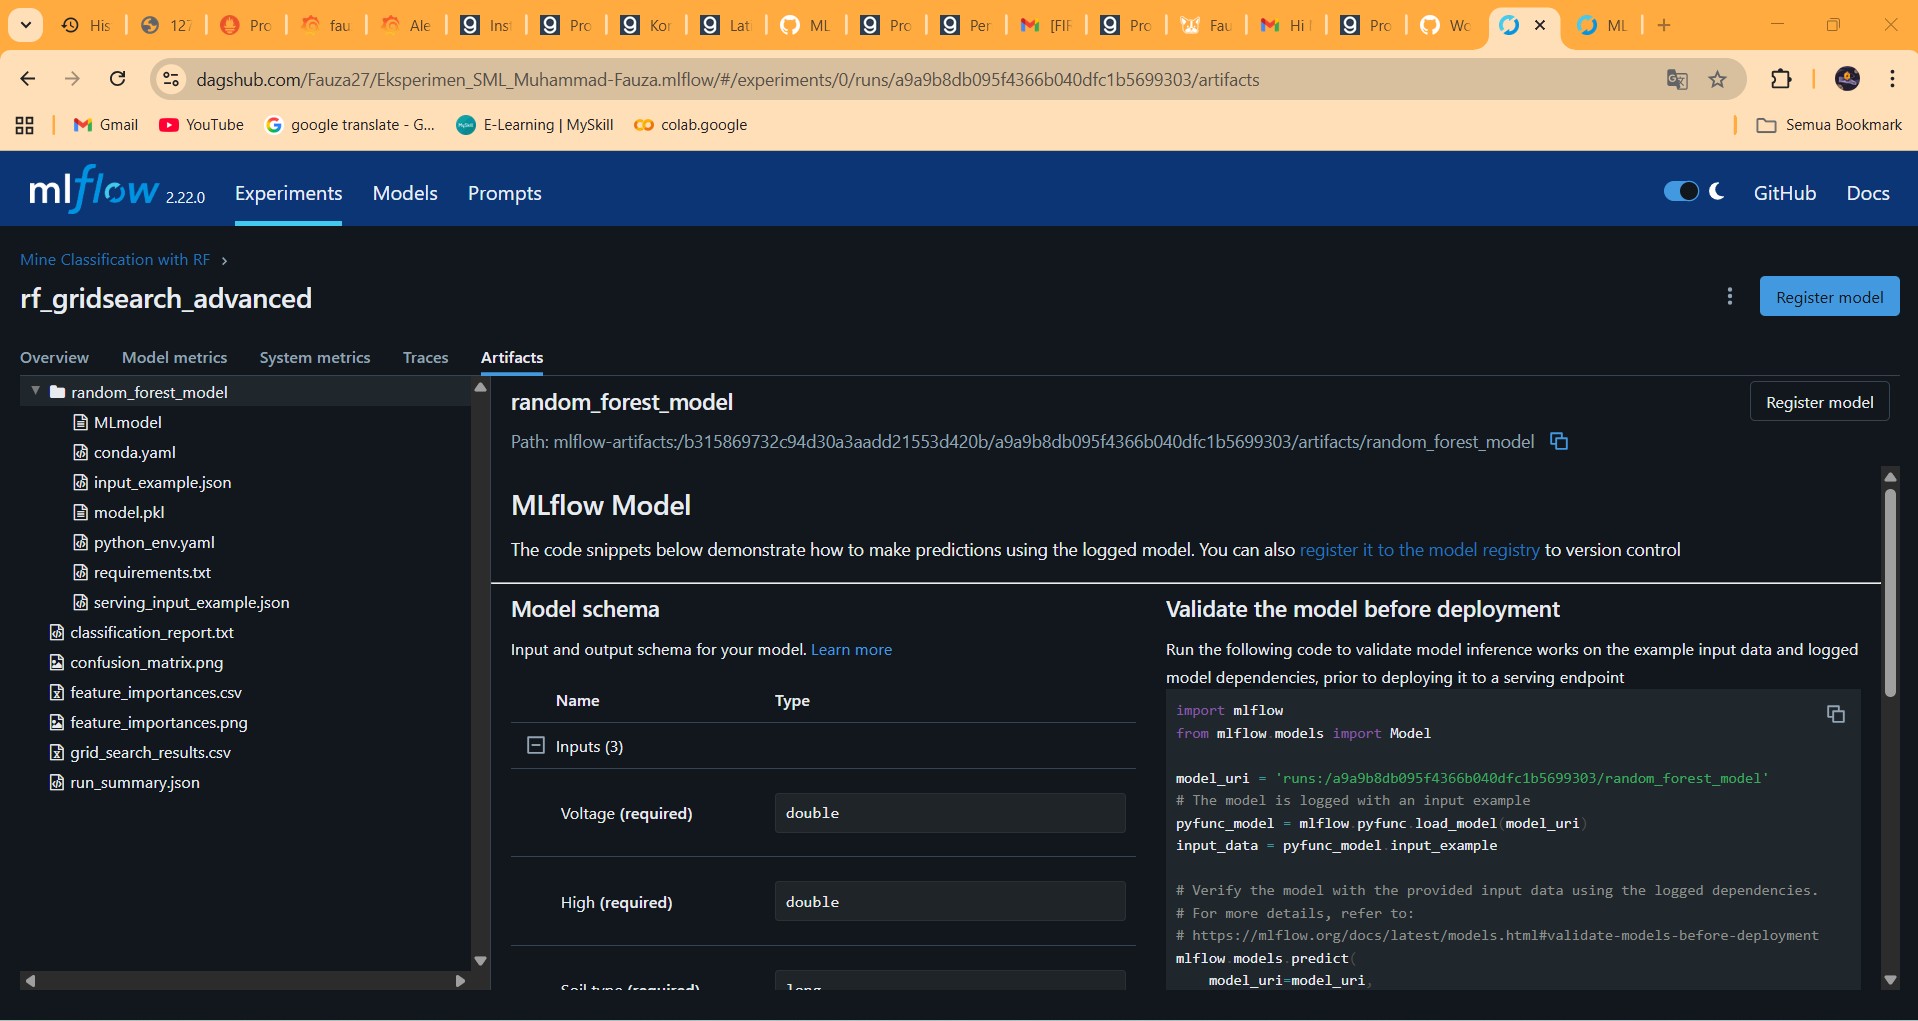 His
127
Pro
fau
Ale
Inst
Pro
Kor
Lati
ML
Pro
Per
[FIF
Pro
Fau
Hi
Pro
Wo
ML
dagshub.com/Fauza27/Eksperimen_SML_Muhammad-Fauza.mlflow/#/experiments/0/runs/a9a9b8db095f4366b040dfc1b5699303/artifacts
Gmail
YouTube
google translate - G...
E-Learning | MySkill
colab.google
Semua Bookmark
mlflow 2.22.0
Experiments
Models
Prompts
GitHub
Docs
Mine Classification with RF
rf_gridsearch_advanced
Register model
Overview
Model metrics
System metrics
Traces
Artifacts
random_forest_model
MLmodel
conda.yaml
input_example.json
model.pkl
python_env.yaml
requirements.txt
serving_input_example.json
classification_report.txt
confusion_matrix.png
feature_importances.csv
feature_importances.png
grid_search_results.csv
run_summary.json
random_forest_model
Register model
Path: mlflow-artifacts:/b315869732c94d30a3aadd21553d420b/a9a9b8db095f4366b040dfc1b5699303/artifacts/random_forest_model
MLflow Model
The code snippets below demonstrate how to make predictions using the logged model. You can also register it to the model registry to version control
Model schema
Input and output schema for your model. Learn more
Name Type
Inputs (3)
Voltage (required) double
High (required) double
Soil type (required) long
Validate the model before deployment
Run the following code to validate model inference works on the example input data and logged
model dependencies, prior to deploying it to a serving endpoint
import mlflow
from mlflow.models import Model
model_uri = 'runs:/a9a9b8db095f4366b040dfc1b5699303/random_forest_model'
# The model is logged with an input example
pyfunc_model = mlflow.pyfunc.load_model(model_uri)
input_data = pyfunc_model.input_example
# Verify the model with the provided input data using the logged dependencies.
# For more details, refer to:
# https://mlflow.org/docs/latest/models.html#validate-models-before-deployment
mlflow.models.predict(
model_uri=model_uri,